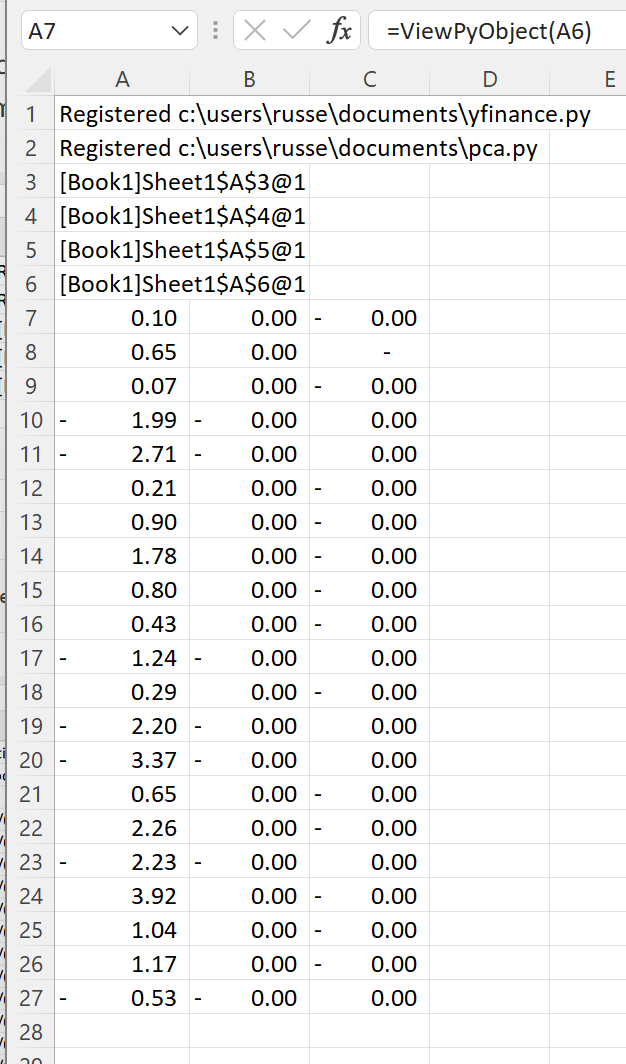 A7 fx =ViewPyObject(A6)
A B C D E
1 Registered c:\users\russe\documents\yfinance.py
2 Registered c:\users\russe\documents\pca.py
3 [Book1]Sheet1$A$3@1
4 [Book1]Sheet1$A$4@1
5 [Book1]Sheet1$A$5@1
6 [Book1]Sheet1$A$6@1
7 0.10 0.00 - 0.00
8 0.65 0.00 -
9 0.07 0.00 - 0.00
10 - 1.99 - 0.00 0.00
11 - 2.71 - 0.00 0.00
12 0.21 0.00 - 0.00
13 0.90 0.00 - 0.00
14 1.78 0.00 - 0.00
15 0.80 0.00 - 0.00
16 0.43 0.00 - 0.00
17 - 1.24 - 0.00 0.00
18 0.29 0.00 - 0.00
19 - 2.20 - 0.00 0.00
20 - 3.37 - 0.00 0.00
21 0.65 0.00 - 0.00
22 2.26 0.00 - 0.00
23 - 2.23 - 0.00 0.00
24 3.92 0.00 - 0.00
25 1.04 0.00 - 0.00
26 1.17 0.00 - 0.00
27 - 0.53 - 0.00 0.00
28